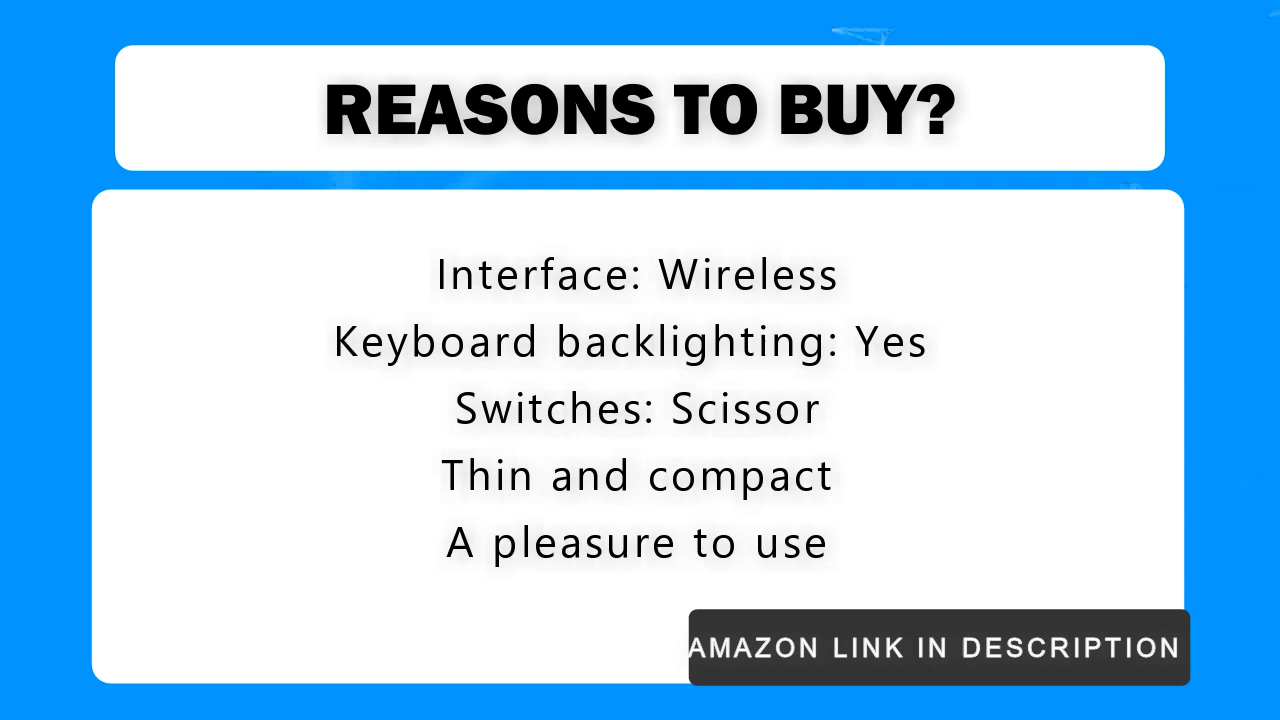 REASONS TO BUY?
Interface: Wireless
Keyboard backlighting: Yes
Switches: Scissor
Thin and compact
A pleasure to use
AMAZON LINK IN DESCRIPTION